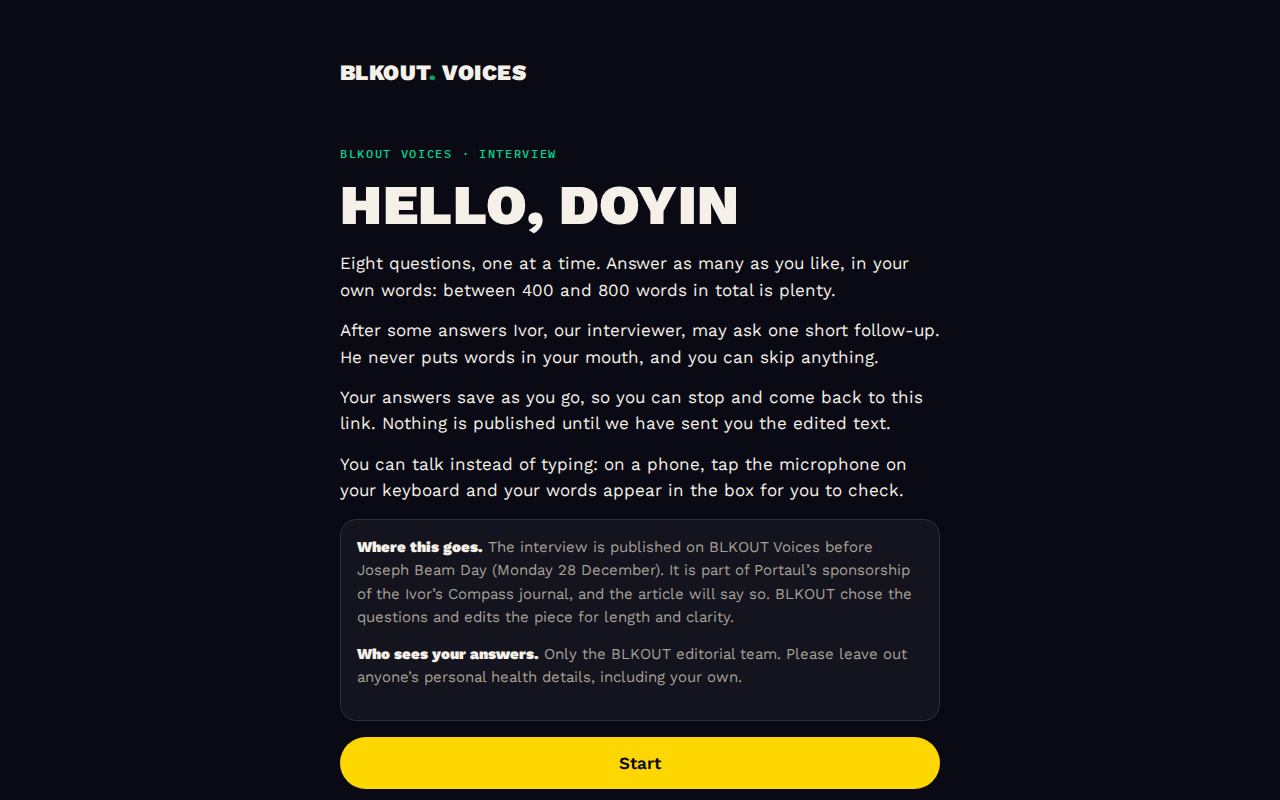 BLKOUT. VOICES
BLKOUT VOICES · INTERVIEW
HELLO, DOYIN
Eight questions, one at a time. Answer as many as you like, in your
own words: between 400 and 800 words in total is plenty.
After some answers Ivor, our interviewer, may ask one short follow-up.
He never puts words in your mouth, and you can skip anything.
Your answers save as you go, so you can stop and come back to this
link. Nothing is published until we have sent you the edited text.
You can talk instead of typing: on a phone, tap the microphone on
your keyboard and your words appear in the box for you to check.
Where this goes. The interview is published on BLKOUT Voices before
Joseph Beam Day (Monday 28 December). It is part of Portaul’s sponsorship
of the Ivor’s Compass journal, and the article will say so. BLKOUT chose the
questions and edits the piece for length and clarity.
Who sees your answers. Only the BLKOUT editorial team. Please leave out
anyone’s personal health details, including your own.
Start